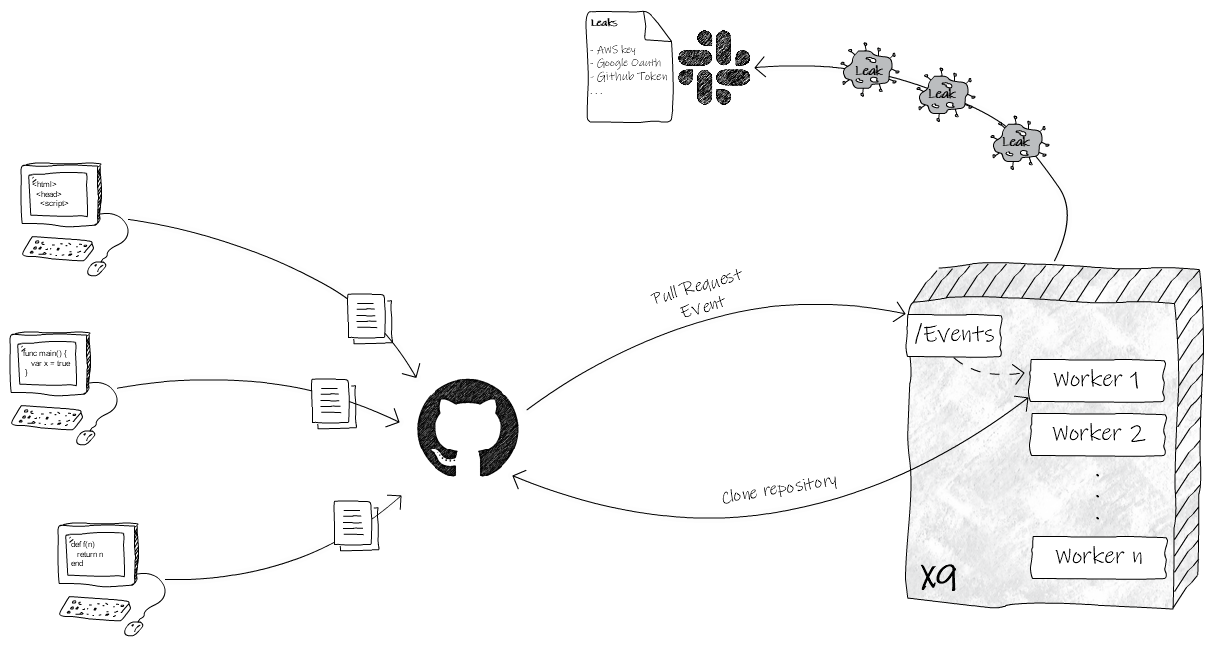 Leaks
- AWS key
- Google Oauth
- Github Token
...
Leak
Leak
Leak
<html>
<head>
<script>
func main() {
var x = true
}
def f(n)
return n
end
Pull Request
Event
Clone repository
/Events
Worker 1
Worker 2
Worker n
X9